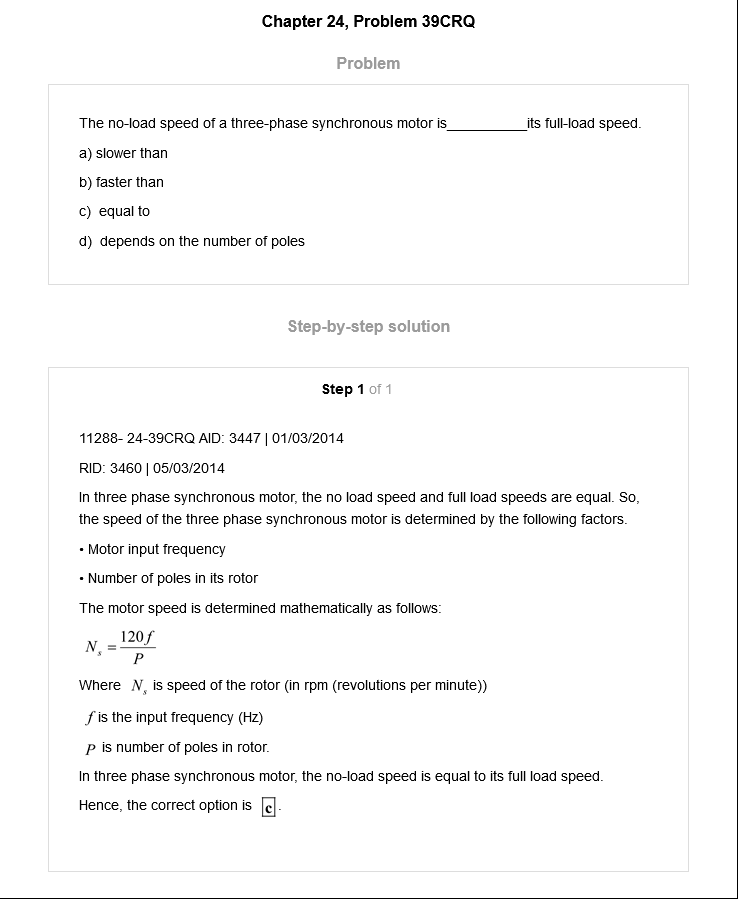 Chapter 24, Problem 39CRQ
Problem
The no-load speed of a three-phase synchronous motor is__________its full-load speed.
a) slower than
b) faster than
c) equal to
d) depends on the number of poles
Step-by-step solution
Step 1 of 1
11288- 24-39CRQ AID: 3447 | 01/03/2014
RID: 3460 | 05/03/2014
In three phase synchronous motor, the no load speed and full load speeds are equal. So,
the speed of the three phase synchronous motor is determined by the following factors.
• Motor input frequency
• Number of poles in its rotor
The motor speed is determined mathematically as follows:
N_s = 120f / P
Where N_s is speed of the rotor (in rpm (revolutions per minute))
f is the input frequency (Hz)
P is number of poles in rotor.
In three phase synchronous motor, the no-load speed is equal to its full load speed.
Hence, the correct option is c .